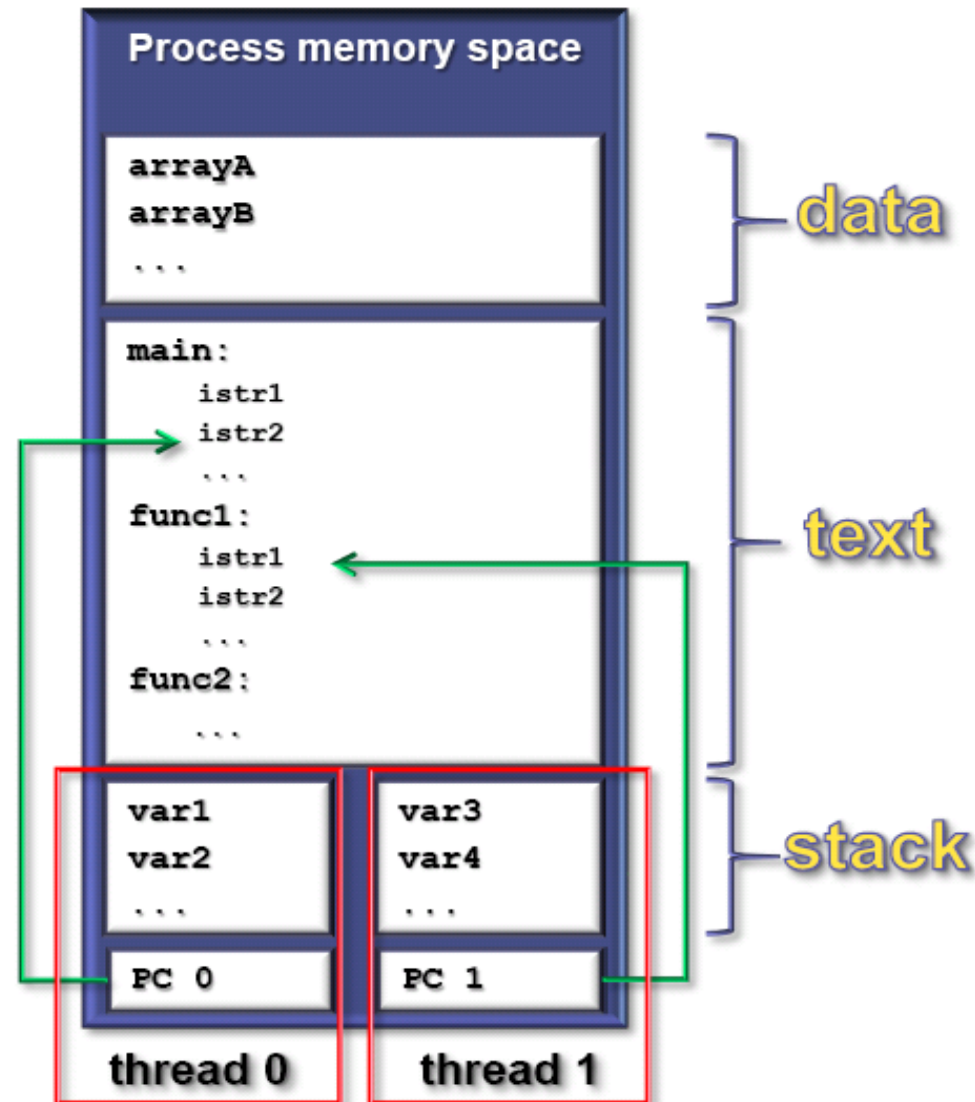 Process memory space
arrayA
arrayB
...
data
main:
istr1
istr2
...
func1:
istr1
istr2
...
func2:
...
text
var1
var2
...
var3
var4
...
stack
PC 0
PC 1
thread 0
thread 1